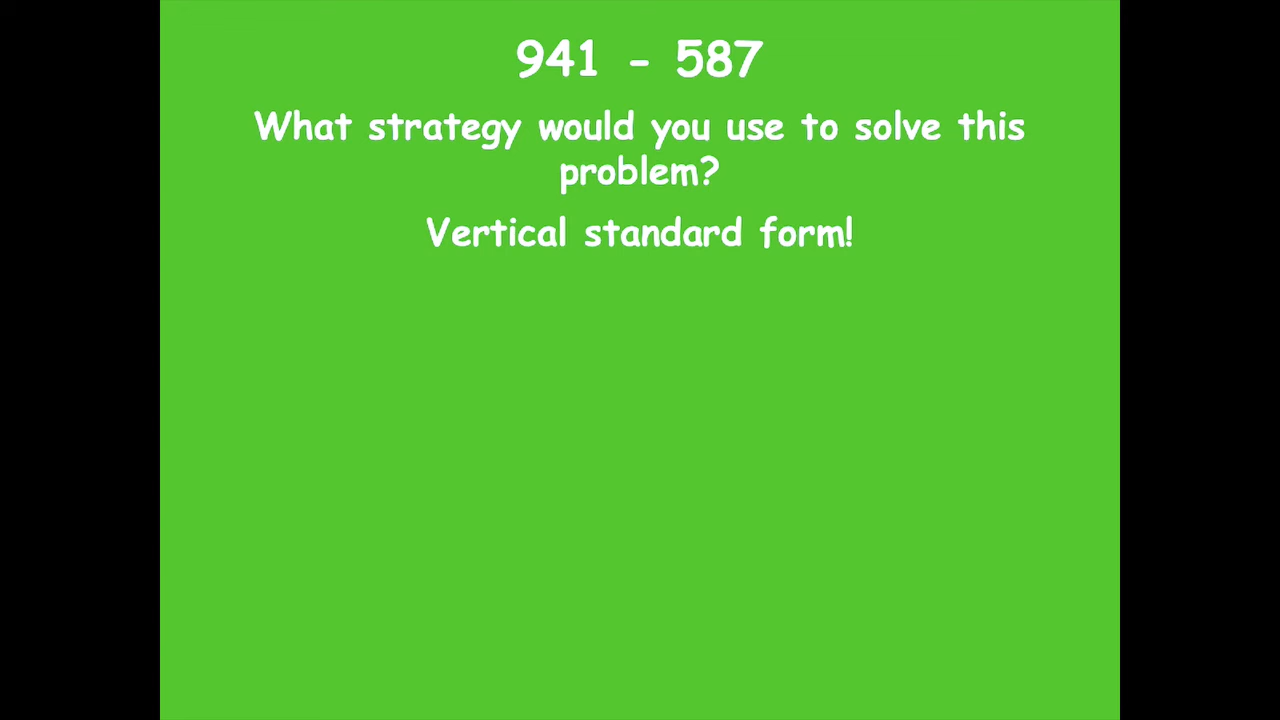 941 - 587
What strategy would you use to solve this
problem?
Vertical standard form!